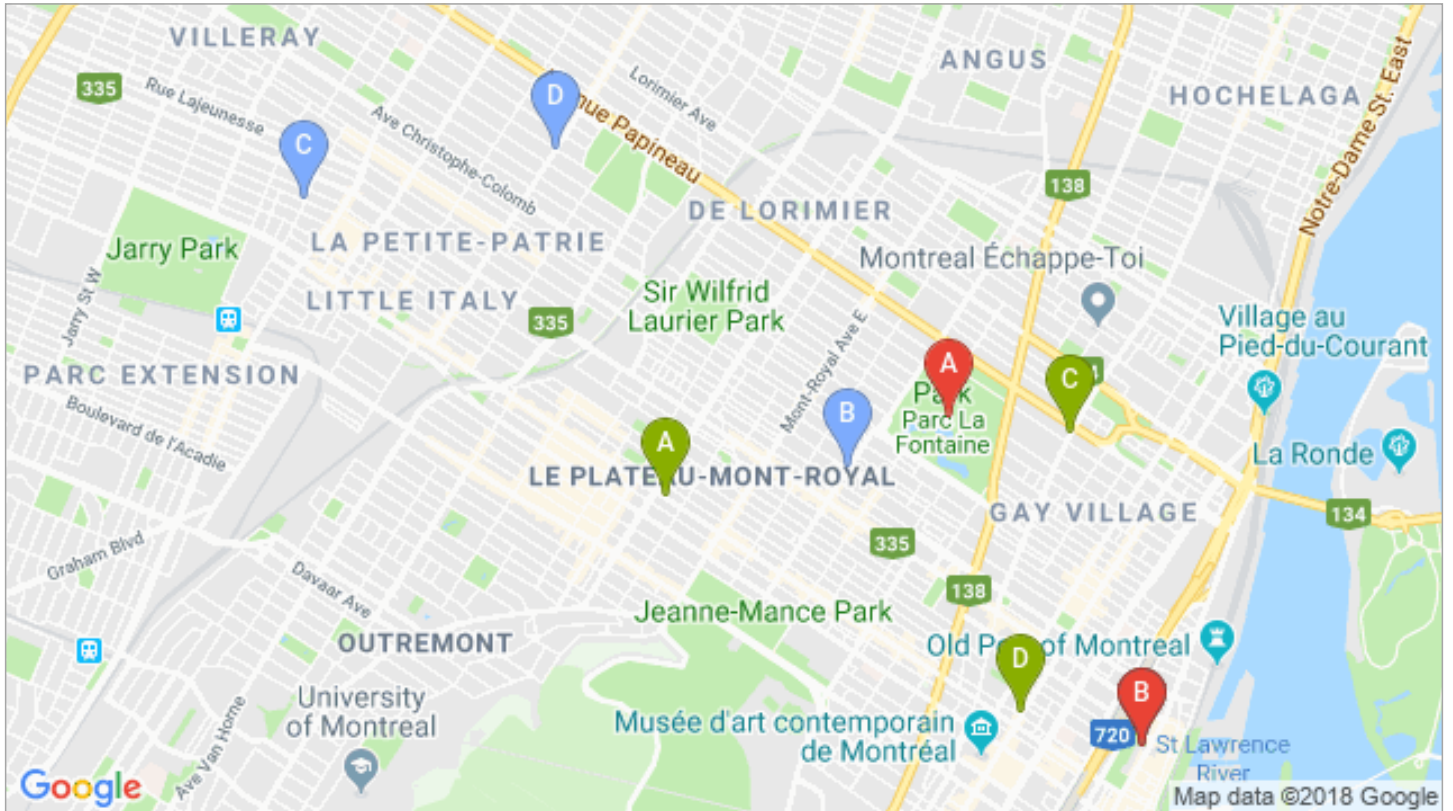 VILLERAY
Lorimier Ave
ANGUS
335
Rue Lajeunesse
D
HOCHELAGA
nue Papineau
Ave Christophe-Colomb
C
138
Notre-Dame St. East
DE LORIMIER
Jarry Park
LA PETITE-PATRIE
Montreal Échappe-Toi
LITTLE ITALY
Sir Wilfrid
Laurier Park
335
Jarry St W
Mont-Royal Ave E
Village au
Pied-du-Courant
PARC EXTENSION
A
C
4
Park
Parc La
Fontaine
B
Boulevard de l'Acadie
A
La Ronde
LE PLATEAU-MONT-ROYAL
GAY VILLAGE
134
335
Graham Blvd
Davaar Ave
138
Jeanne-Mance Park
OUTREMONT
Old Po of Montreal
D
University
of Montreal
B
Musée d'art contemporain
de Montréal
720
St Lawrence
River
Ave Van Horne
Google
Map data ©2018 Google